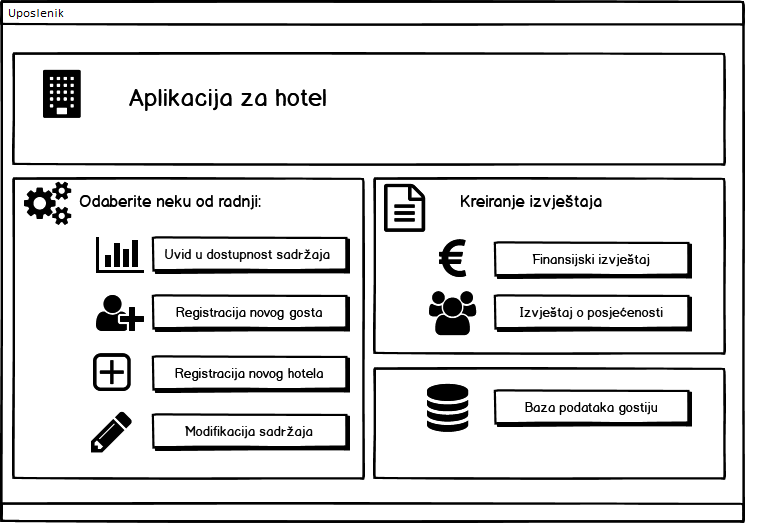 Uposlenik
Aplikacija za hotel
Odaberite neku od radnji:
Uvid u dostupnost sadržaja
Registracija novog gosta
Registracija novog hotela
Modifikacija sadržaja
Kreiranje izvještaja
Finansijski izvještaj
Izvještaj o posjećenosti
Baza podataka gostiju